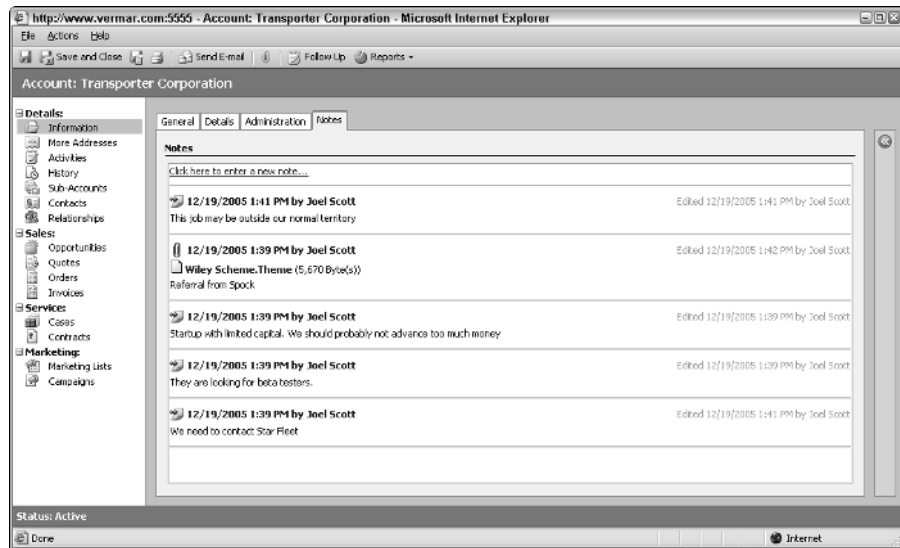 http://www.vermar.com:5555 - Account: Transporter Corporation - Microsoft Internet Explorer
File Actions Help
Save and Close Send E-mail Follow Up Reports
Account: Transporter Corporation
Details:
Information
More Addresses
Activities
History
Sub-Accounts
Contacts
Relationships
Sales:
Opportunities
Quotes
Orders
Invoices
Service:
Cases
Contracts
Marketing:
Marketing Lists
Campaigns
General Details Administration Notes
Notes
Click here to enter a new note...
12/19/2005 1:41 PM by Joel Scott Edited 12/19/2005 1:41 PM by Joel Scott
This job may be outside our normal territory
12/19/2005 1:39 PM by Joel Scott Edited 12/19/2005 1:42 PM by Joel Scott
Wiley Scheme.Theme (5,670 Byte(s))
Referral from Spock
12/19/2005 1:39 PM by Joel Scott Edited 12/19/2005 1:39 PM by Joel Scott
Startup with limited capital. We should probably not advance too much money
12/19/2005 1:39 PM by Joel Scott Edited 12/19/2005 1:39 PM by Joel Scott
They are looking for beta testers.
12/19/2005 1:39 PM by Joel Scott Edited 12/19/2005 1:41 PM by Joel Scott
We need to contact Star Fleet
Status: Active
Done Internet